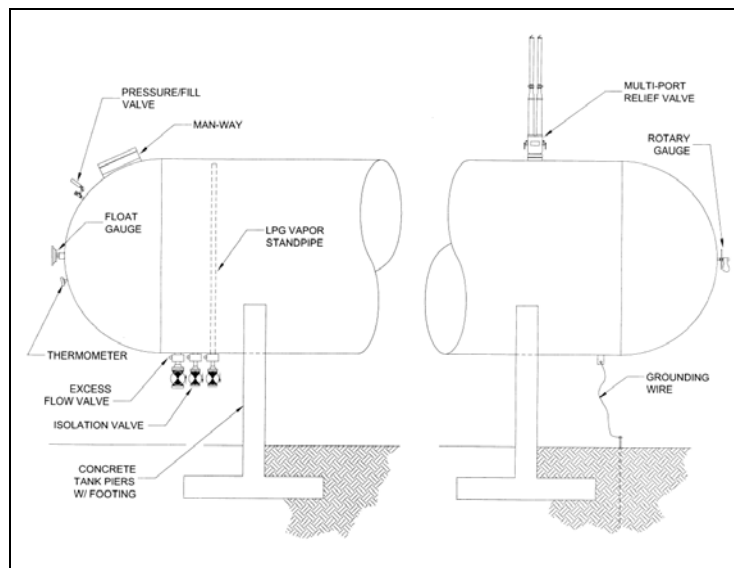 PRESSURE/FILL
VALVE
MAN-WAY
FLOAT
GAUGE
LPG VAPOR
STANDPIPE
THERMOMETER
EXCESS
FLOW VALVE
ISOLATION VALVE
CONCRETE
TANK PIERS
W/ FOOTING
MULTI-PORT
RELIEF VALVE
ROTARY
GAUGE
GROUNDING
WIRE